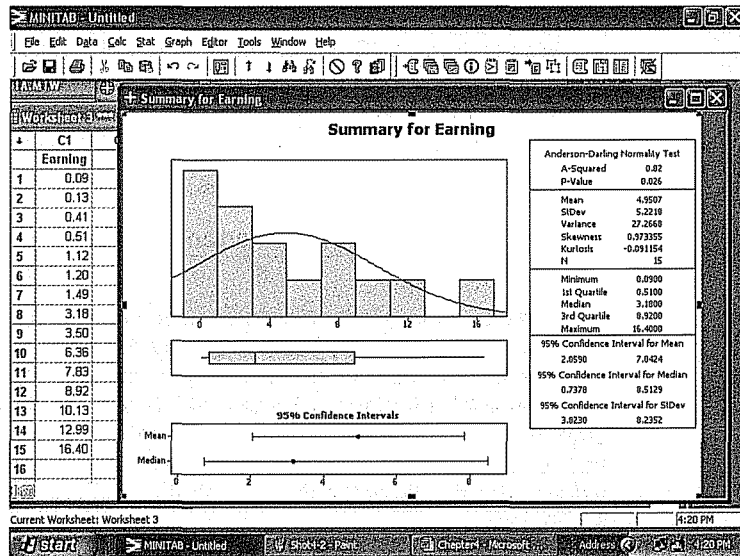 MINITAB - Untitled
File Edit Data Calc Stat Graph Editor Tools Window Help
Summary for Earning
Worksheet 3
C1
Earning
1 0.09
2 0.13
3 0.41
4 0.51
5 1.12
6 1.20
7 1.49
8 3.18
9 3.50
10 6.36
11 7.83
12 8.92
13 10.13
14 12.99
15 16.40
16
Summary for Earning
0 4 8 12 16
95% Confidence Intervals
Mean
Median
0 2 4 6 8
Anderson-Darling Normality Test
A-Squared 0.82
P-Value 0.026
Mean 4.9507
StDev 5.2218
Variance 27.2668
Skewness 0.973355
Kurtosis -0.091154
N 15
Minimum 0.0900
1st Quartile 0.5100
Median 3.1800
3rd Quartile 8.9200
Maximum 16.4000
95% Confidence Interval for Mean
2.0590 7.8424
95% Confidence Interval for Median
0.7378 8.5129
95% Confidence Interval for StDev
3.8230 8.2352
Current Worksheet: Worksheet 3
4:20 PM
start
MINITAB - Untitled
Shot4-2 - Paint
Chapter4 - Microsoft
Address
4:20 PM